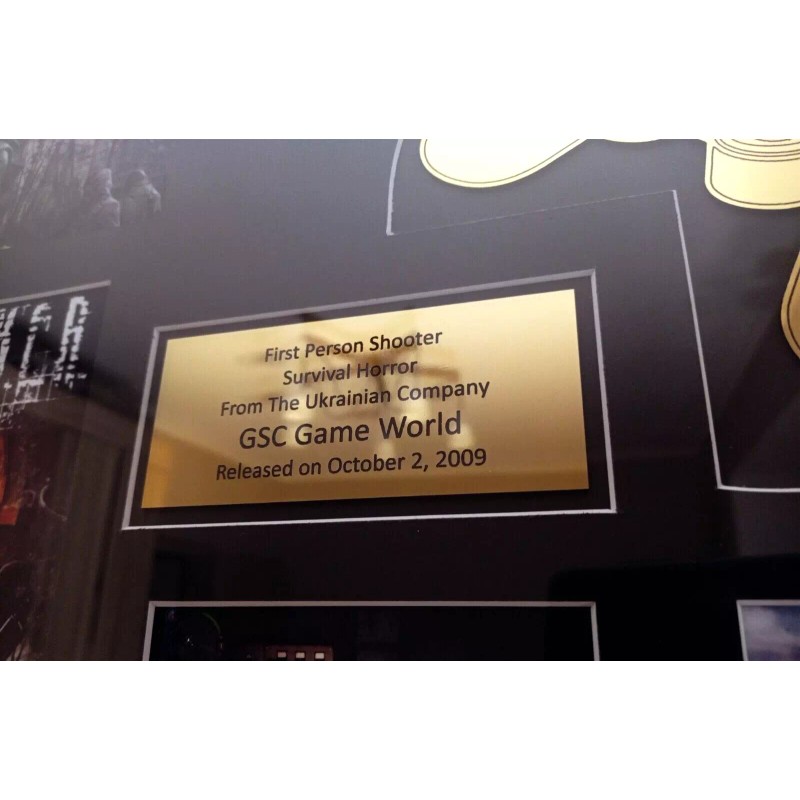 First Person Shooter
Survival Horror
From The Ukrainian Company
GSC Game World
Released on October 2, 2009